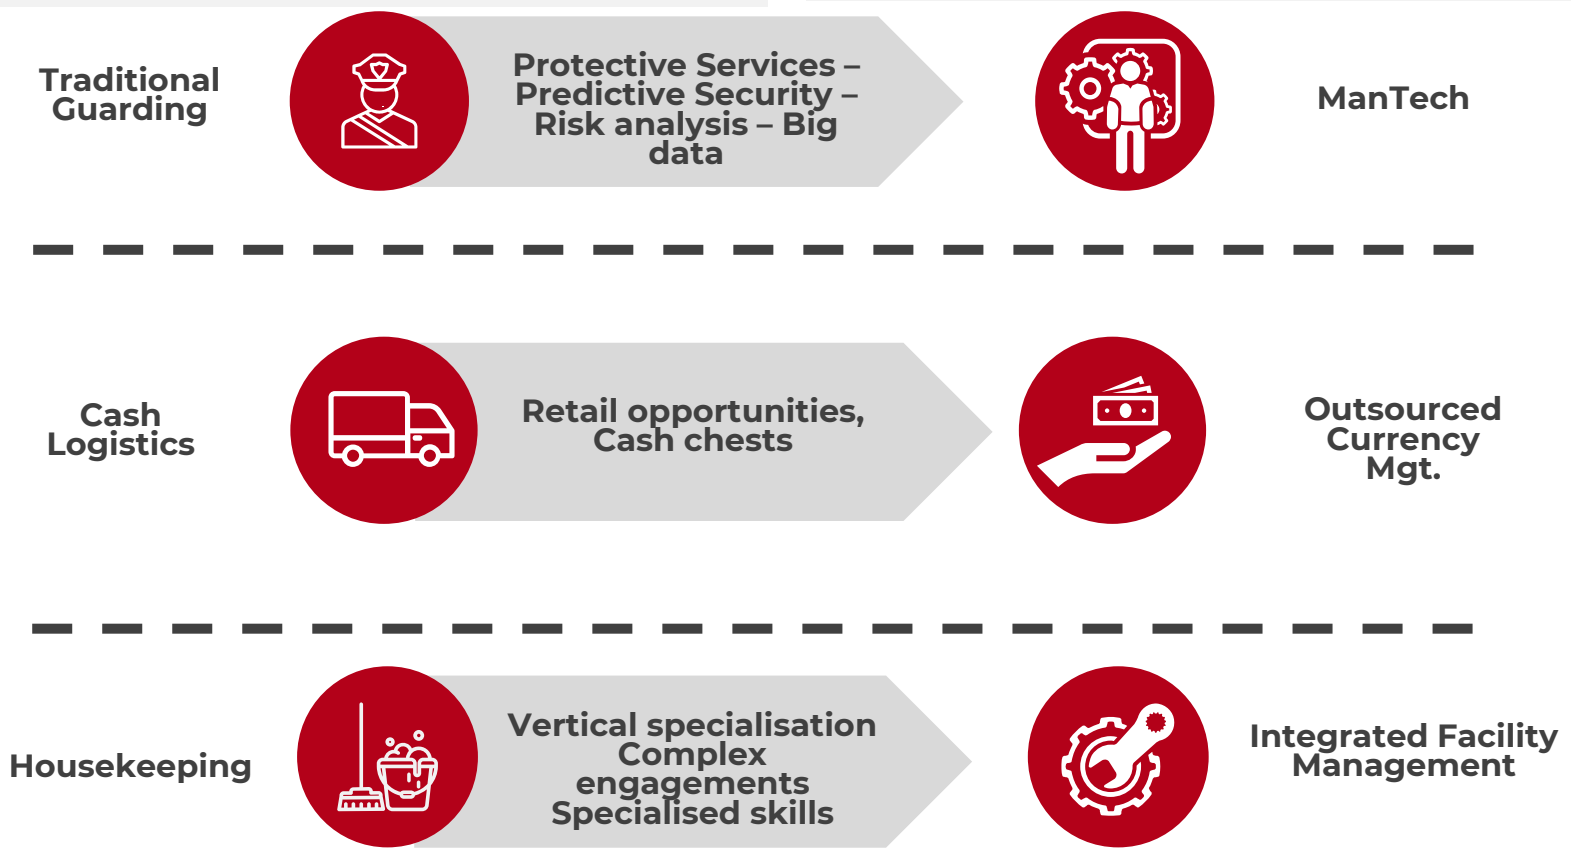 Traditional
Guarding
Protective Services –
Predictive Security –
Risk analysis – Big
data
ManTech
Cash
Logistics
Retail opportunities,
Cash chests
Outsourced
Currency
Mgt.
Housekeeping
Vertical specialisation
Complex
engagements
Specialised skills
Integrated Facility
Management